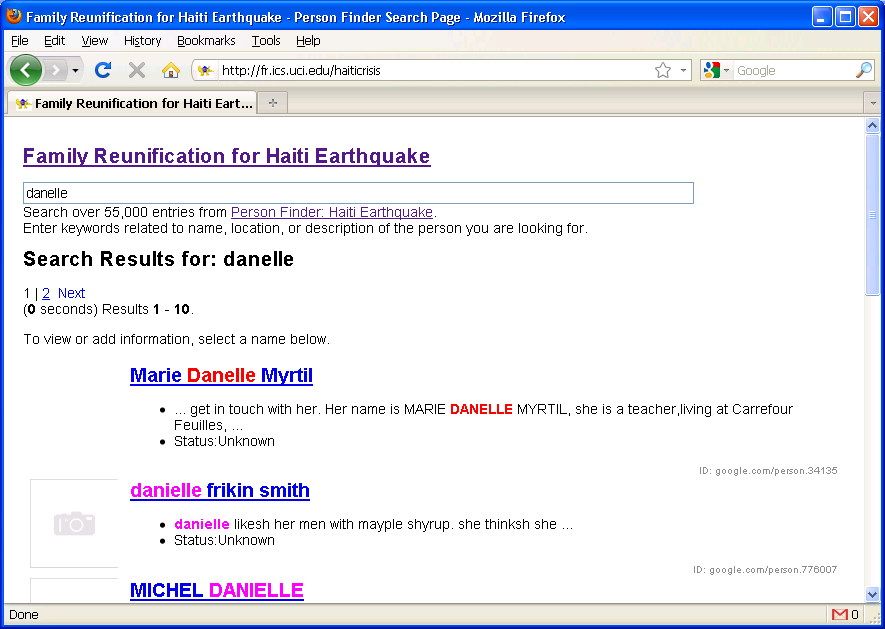 Family Reunification for Haiti Earthquake - Person Finder Search Page - Mozilla Firefox
File Edit View History Bookmarks Tools Help
http://fr.ics.uci.edu/haiticrisis Google
Family Reunification for Haiti Eart...
Family Reunification for Haiti Earthquake
danelle
Search over 55,000 entries from Person Finder: Haiti Earthquake.
Enter keywords related to name, location, or description of the person you are looking for.
Search Results for: danelle
1 | 2 Next
(0 seconds) Results 1 - 10.
To view or add information, select a name below.
Marie Danelle Myrtil
... get in touch with her. Her name is MARIE DANELLE MYRTIL, she is a teacher,living at Carrefour
Feuilles, ...
Status:Unknown
ID: google.com/person.34135
danielle frikin smith
danielle likesh her men with mayple shyrup. she thinksh she ...
Status:Unknown
ID: google.com/person.776007
MICHEL DANIELLE
Done 0